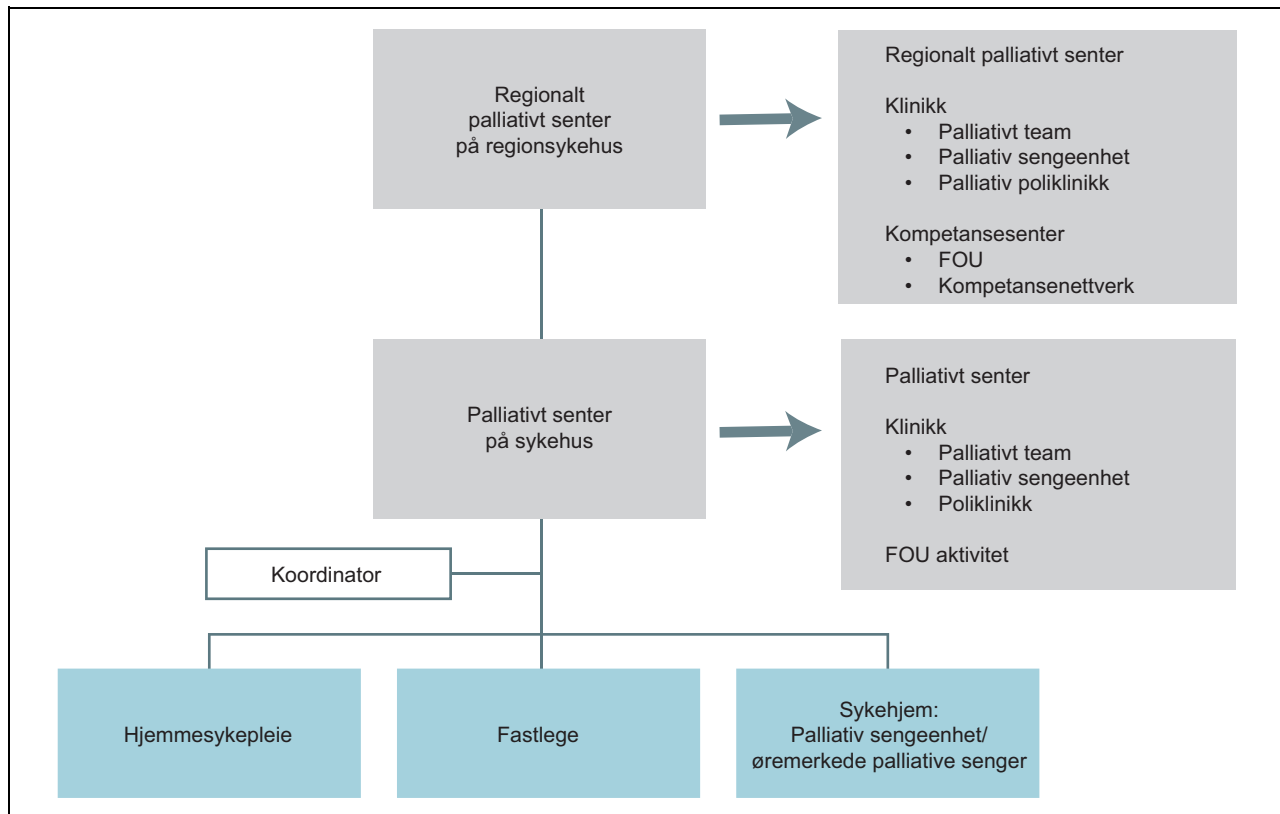 Regionalt
palliativt senter
på regionsykehus
Regionalt palliativt senter
Klinikk
• Palliativt team
• Palliativ sengeenhet
• Palliativ poliklinikk
Kompetansesenter
• FOU
• Kompetansenettverk
Palliativt senter
på sykehus
Palliativt senter
Klinikk
• Palliativt team
• Palliativ sengeenhet
• Poliklinikk
FOU aktivitet
Koordinator
Hjemmesykepleie
Fastlege
Sykehjem:
Palliativ sengeenhet/
øremerkede palliative senger